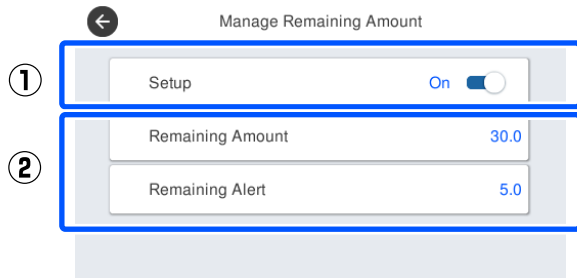 Manage Remaining Amount
① Setup On
② Remaining Amount 30.0
Remaining Alert 5.0